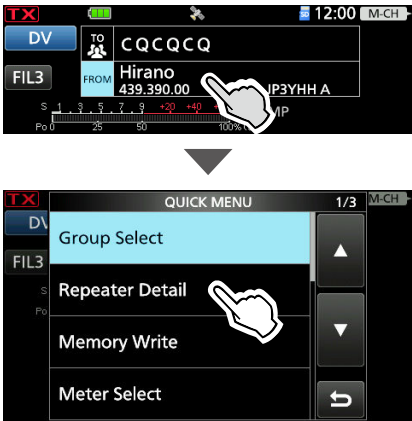 TX 12:00 M-CH
DV TO CQCQCQ
FIL3 FROM Hirano
439.390.00 JP3YHH A
S 1 3 5 7 9 +20 +40 MP
Po 0 25 50 100%
TX QUICK MENU 1/3 M-CH
DV Group Select
FIL3
S Repeater Detail
Po
Memory Write
Meter Select